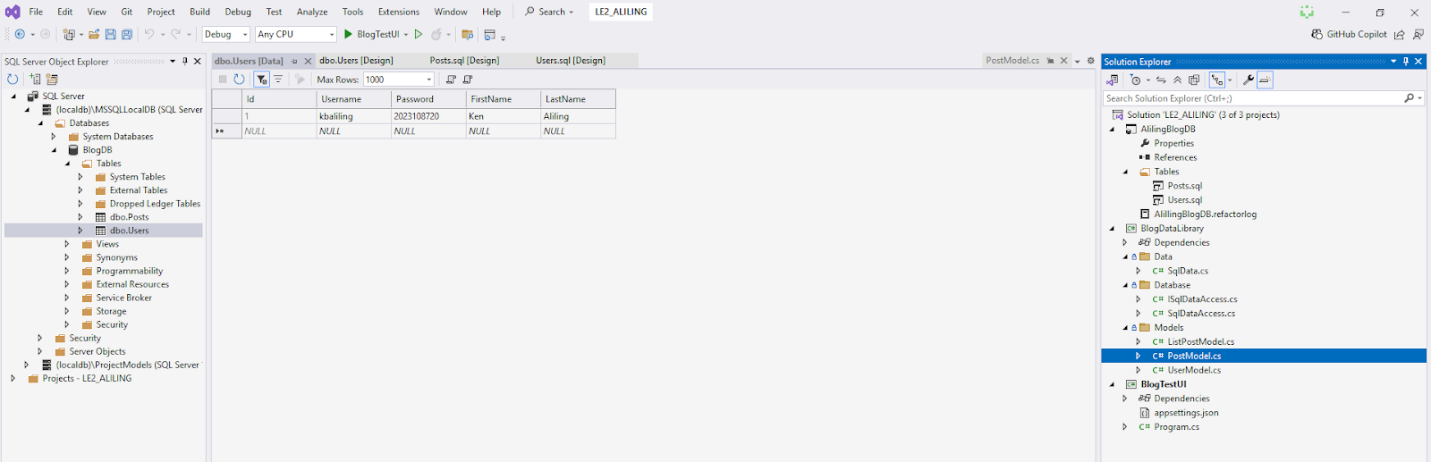 File Edit View Git Project Build Debug Test Analyze Tools Extensions Window Help Search LE2_ALILING
Debug Any CPU BlogTestUI GitHub Copilot
SQL Server Object Explorer
SQL Server
(localdb)\MSSQLLocalDB (SQL Server
Databases
System Databases
BlogDB
Tables
System Tables
External Tables
Dropped Ledger Tables
dbo.Posts
dbo.Users
Views
Synonyms
Programmability
External Resources
Service Broker
Storage
Security
Security
Server Objects
(localdb)\ProjectModels (SQL Server
Projects - LE2_ALILING
dbo.Users [Data] dbo.Users [Design] Posts.sql [Design] Users.sql [Design] PostModel.cs
Max Rows: 1000
Id Username Password FirstName LastName
1 kbaliling 2023108720 Ken Aliling
NULL NULL NULL NULL NULL
Solution Explorer
Search Solution Explorer (Ctrl+;)
Solution 'LE2_ALILING' (3 of 3 projects)
AlilingBlogDB
Properties
References
Tables
Posts.sql
Users.sql
AlillingBlogDB.refactorlog
BlogDataLibrary
Dependencies
Data
SqlData.cs
Database
ISqlDataAccess.cs
SqlDataAccess.cs
Models
ListPostModel.cs
PostModel.cs
UserModel.cs
BlogTestUI
Dependencies
appsettings.json
Program.cs